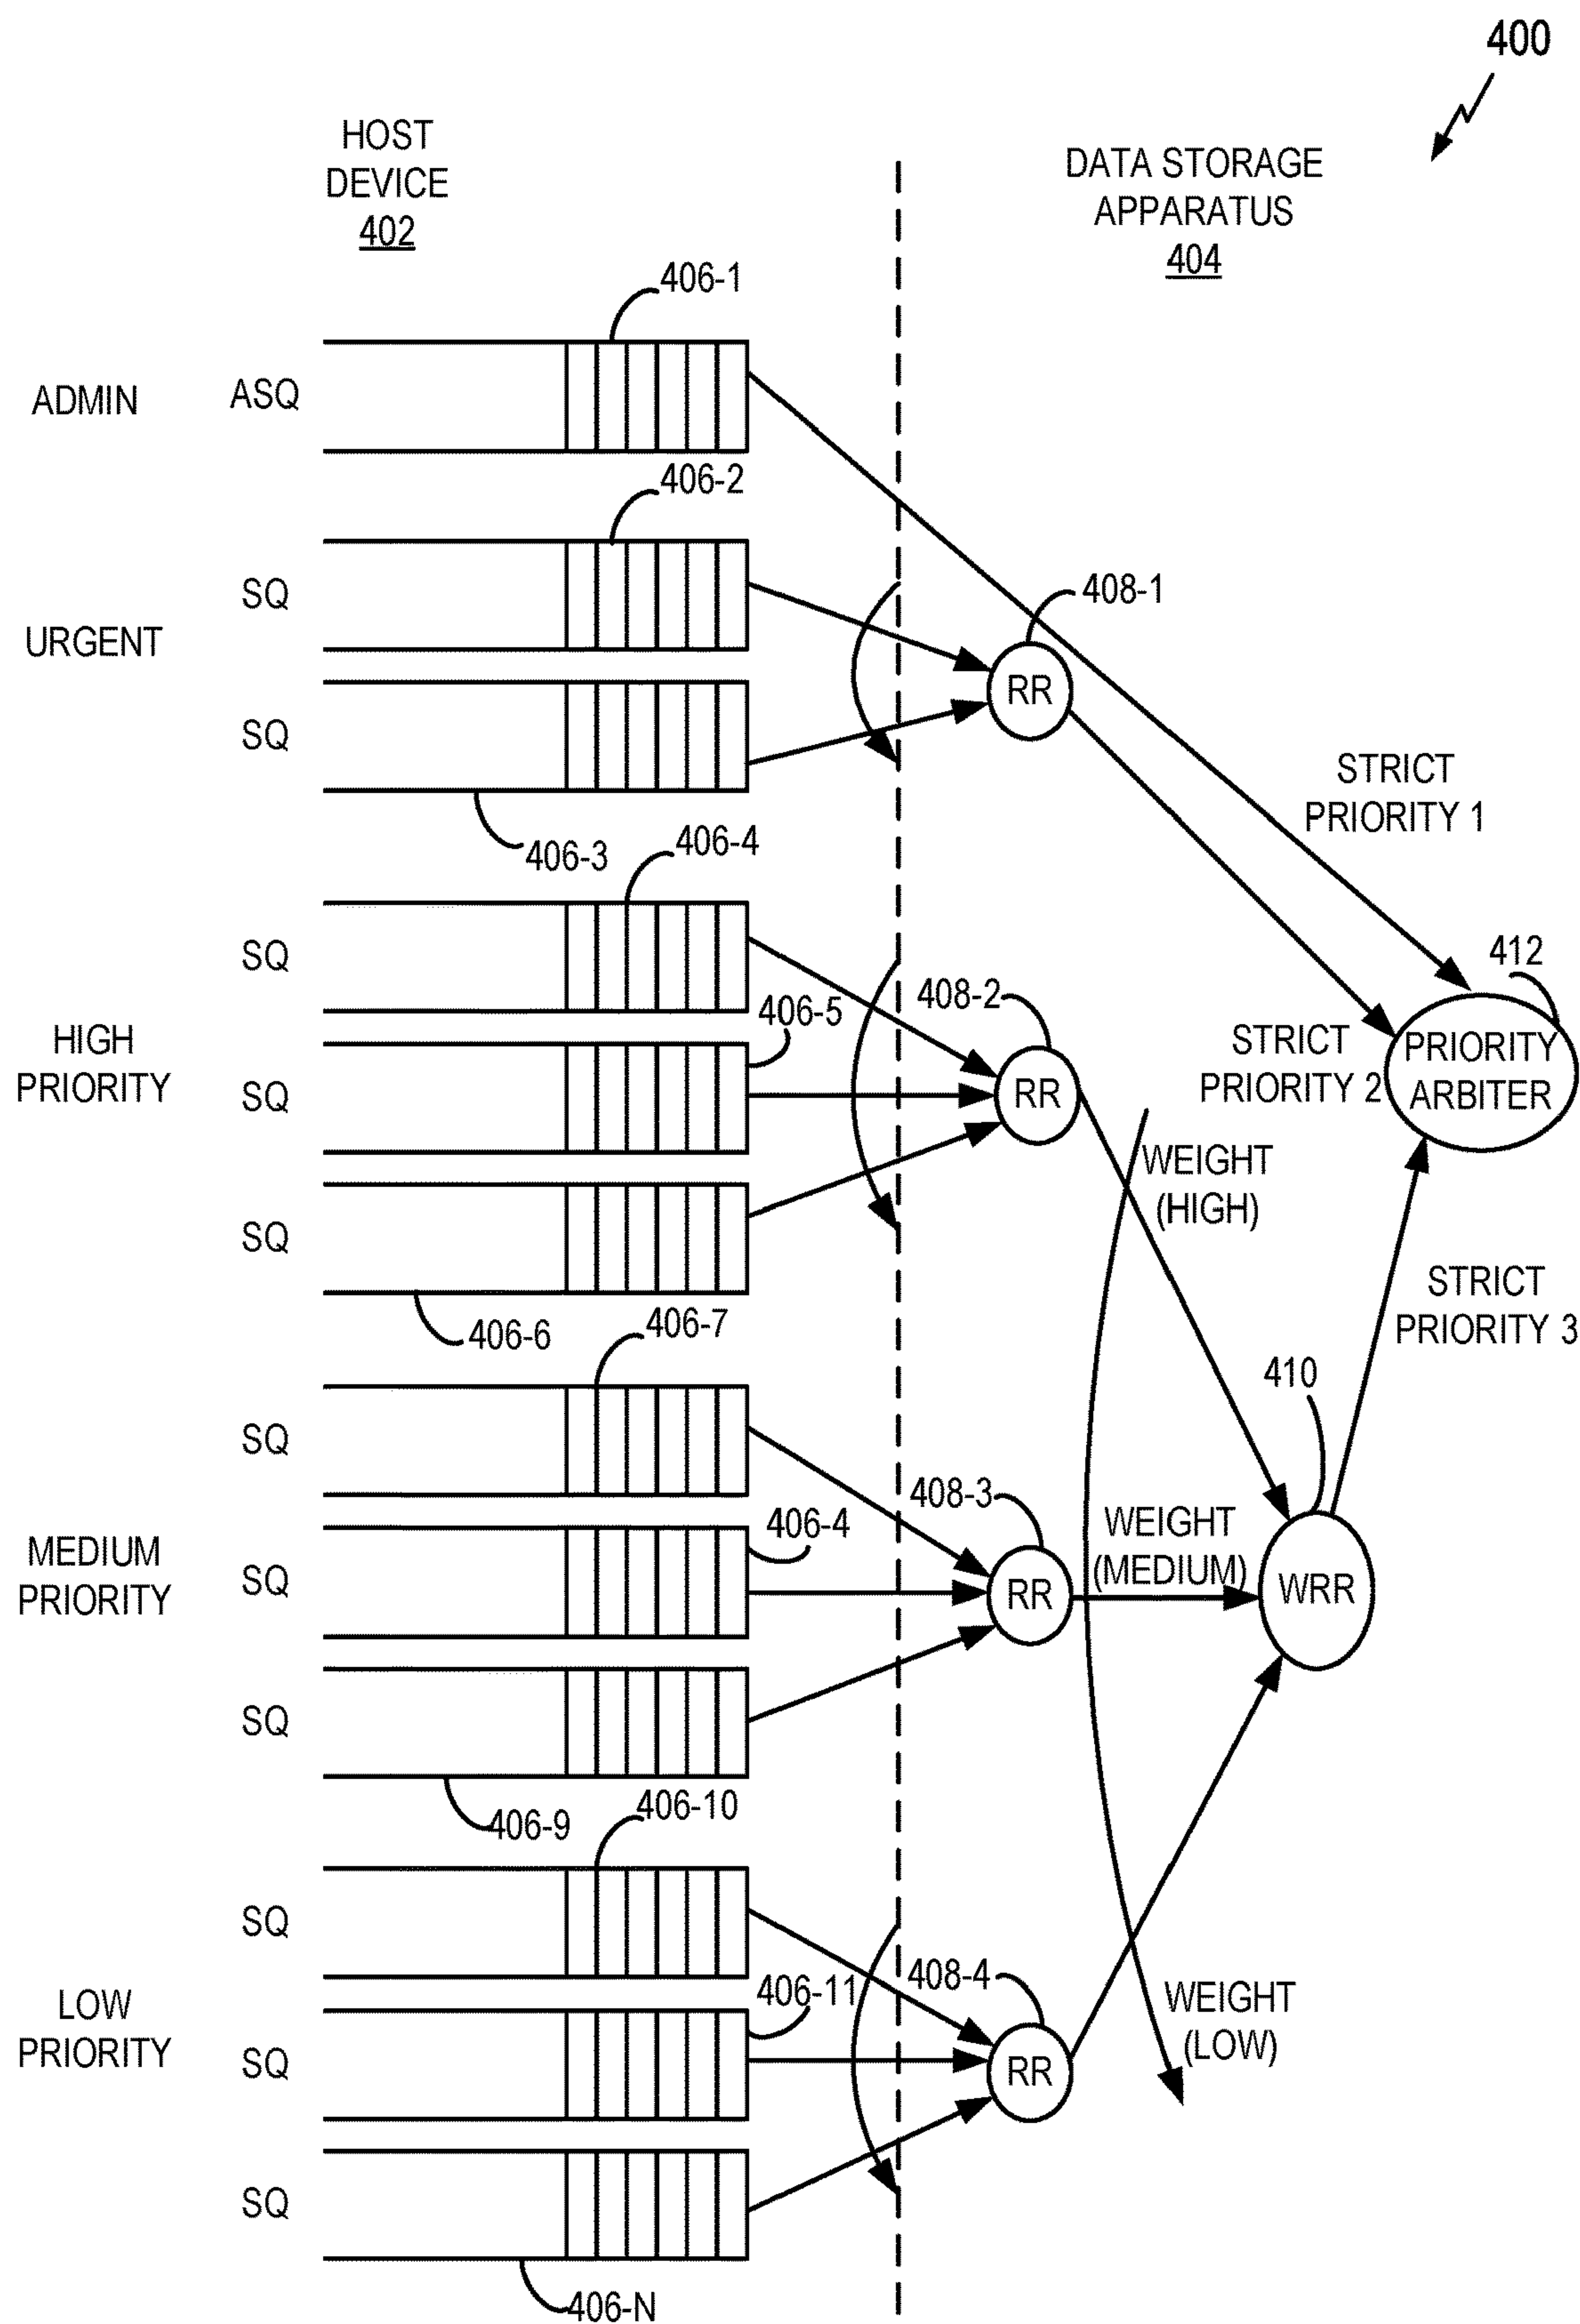 400
HOST
DEVICE
402
DATA STORAGE
APPARATUS
404
406-1
ADMIN
ASQ
406-2
SQ
408-1
URGENT
RR
SQ
STRICT
PRIORITY 1
406-3
406-4
SQ
412
408-2
406-5
HIGH
PRIORITY
STRICT
PRIORITY 2
PRIORITY
ARBITER
SQ
RR
WEIGHT
(HIGH)
SQ
STRICT
PRIORITY 3
406-6
406-7
410
SQ
408-3
406-4
WEIGHT
(MEDIUM)
MEDIUM
PRIORITY
SQ
RR
WRR
SQ
406-9
406-10
SQ
408-4
406-11
LOW
PRIORITY
WEIGHT
(LOW)
SQ
RR
SQ
406-N